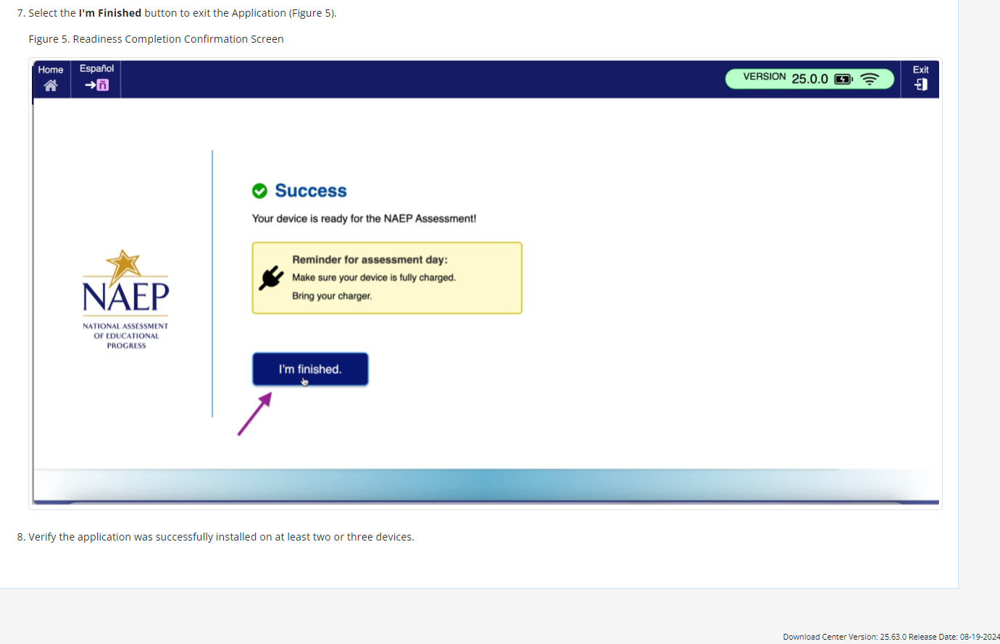 7. Select the I'm Finished button to exit the Application (Figure 5).
Figure 5. Readiness Completion Confirmation Screen
Home
Español
ñ
VERSION 25.0.0
Exit
Success
Your device is ready for the NAEP Assessment!
Reminder for assessment day:
Make sure your device is fully charged.
Bring your charger.
NAEP
NATIONAL ASSESSMENT
OF EDUCATIONAL
PROGRESS
I'm finished.
8. Verify the application was successfully installed on at least two or three devices.
Download Center Version: 25.63.0 Release Date: 08-19-2024